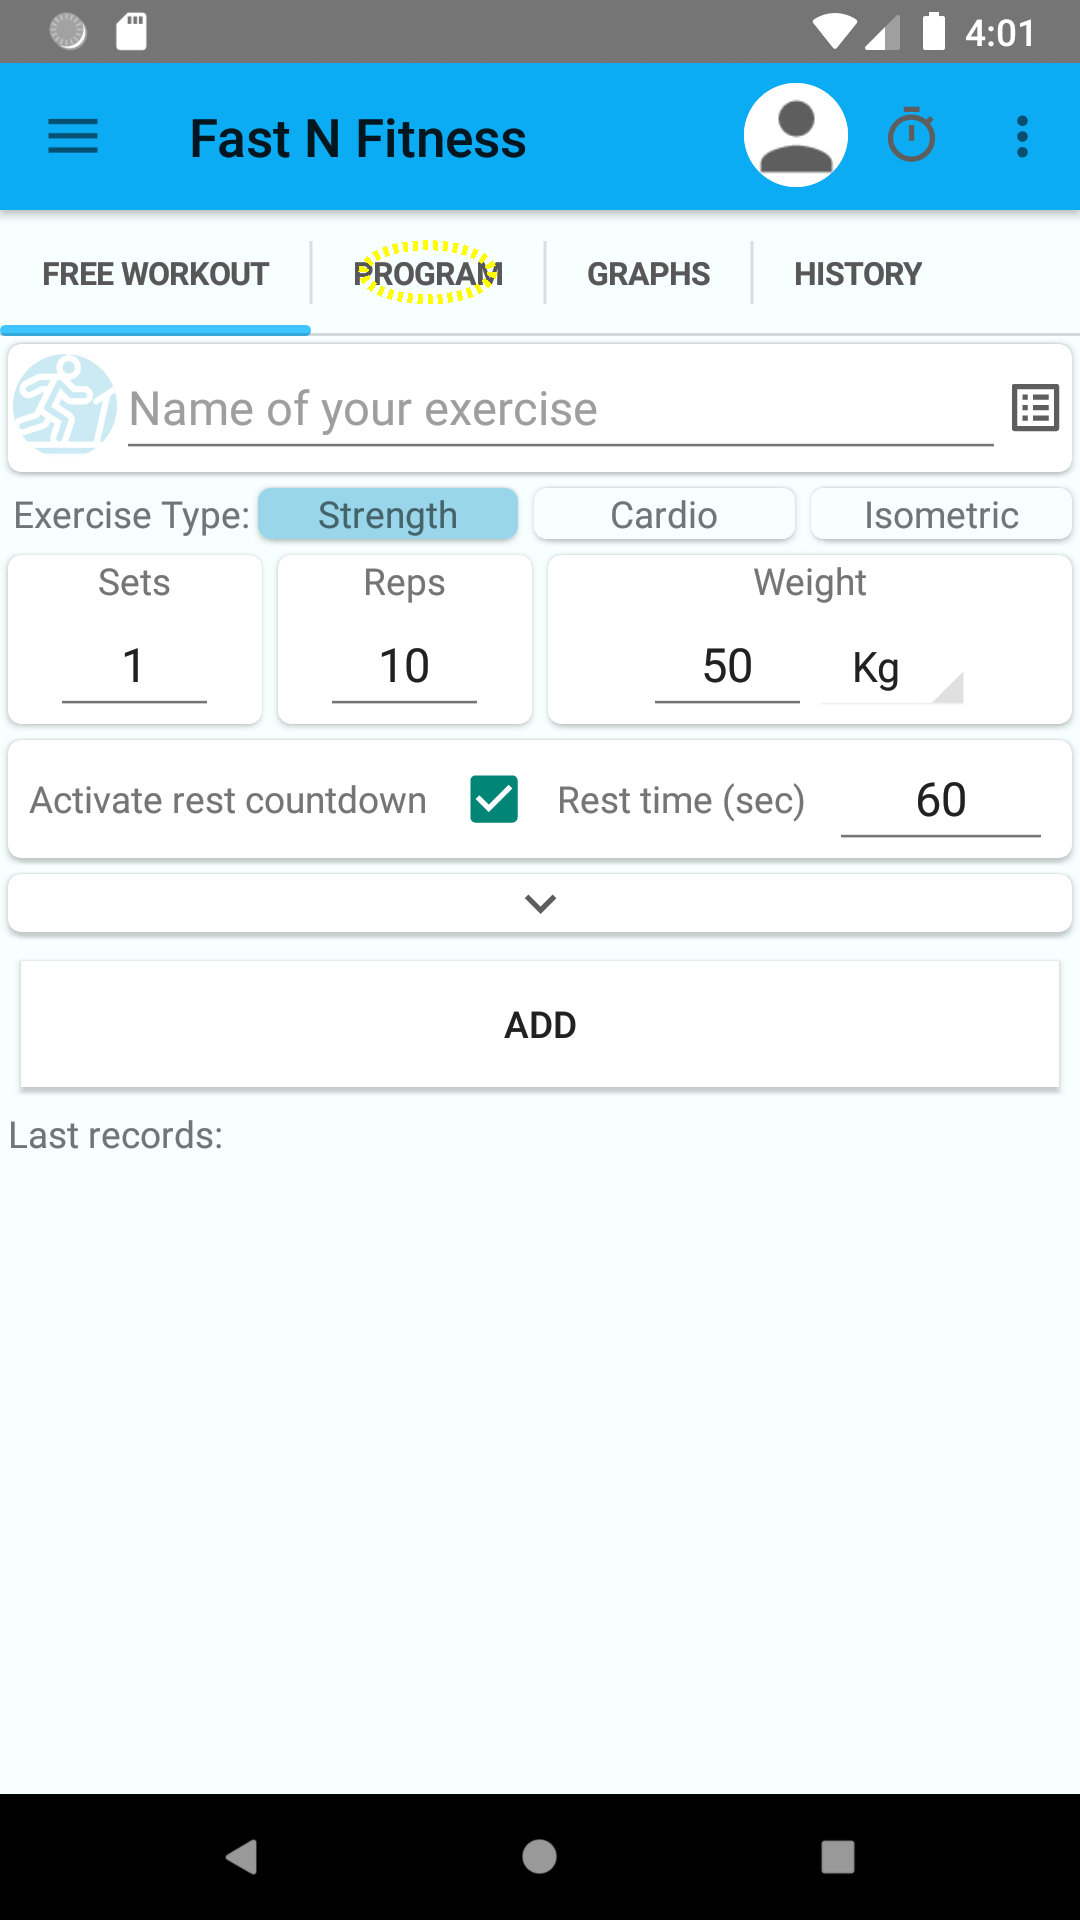 4:01
Fast N Fitness
FREE WORKOUT PROGRAM GRAPHS HISTORY
Name of your exercise
Exercise Type: Strength Cardio Isometric
Sets Reps Weight
1 10 50 Kg
Activate rest countdown Rest time (sec) 60
ADD
Last records: